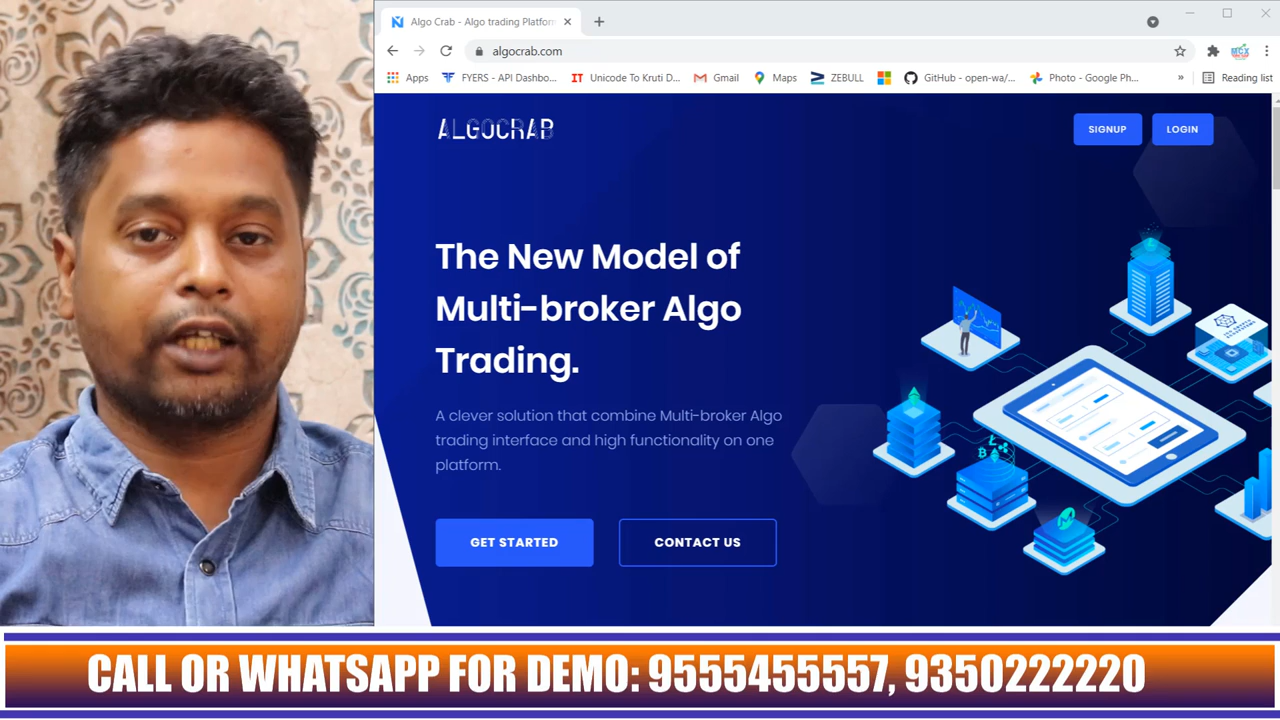 Algo Crab - Algo trading Platform
algocrab.com
Apps
FYERS - API Dashbo...
Unicode To Kruti D...
Gmail
Maps
ZEBULL
GitHub - open-wa/...
Photo - Google Ph...
»
Reading list
ALGOCRAB
SIGNUP
LOGIN
The New Model of
Multi-broker Algo
Trading.
A clever solution that combine Multi-broker Algo
trading interface and high functionality on one
platform.
GET STARTED
CONTACT US
CALL OR WHATSAPP FOR DEMO: 9555455557, 9350222220